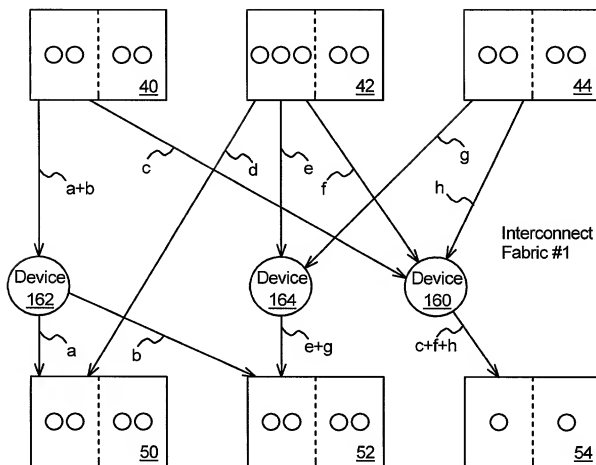 40
42
44
a+b
c
d
e
f
g
h
Interconnect
Fabric #1
Device
162
Device
164
Device
160
a
b
e+g
c+f+h
50
52
54